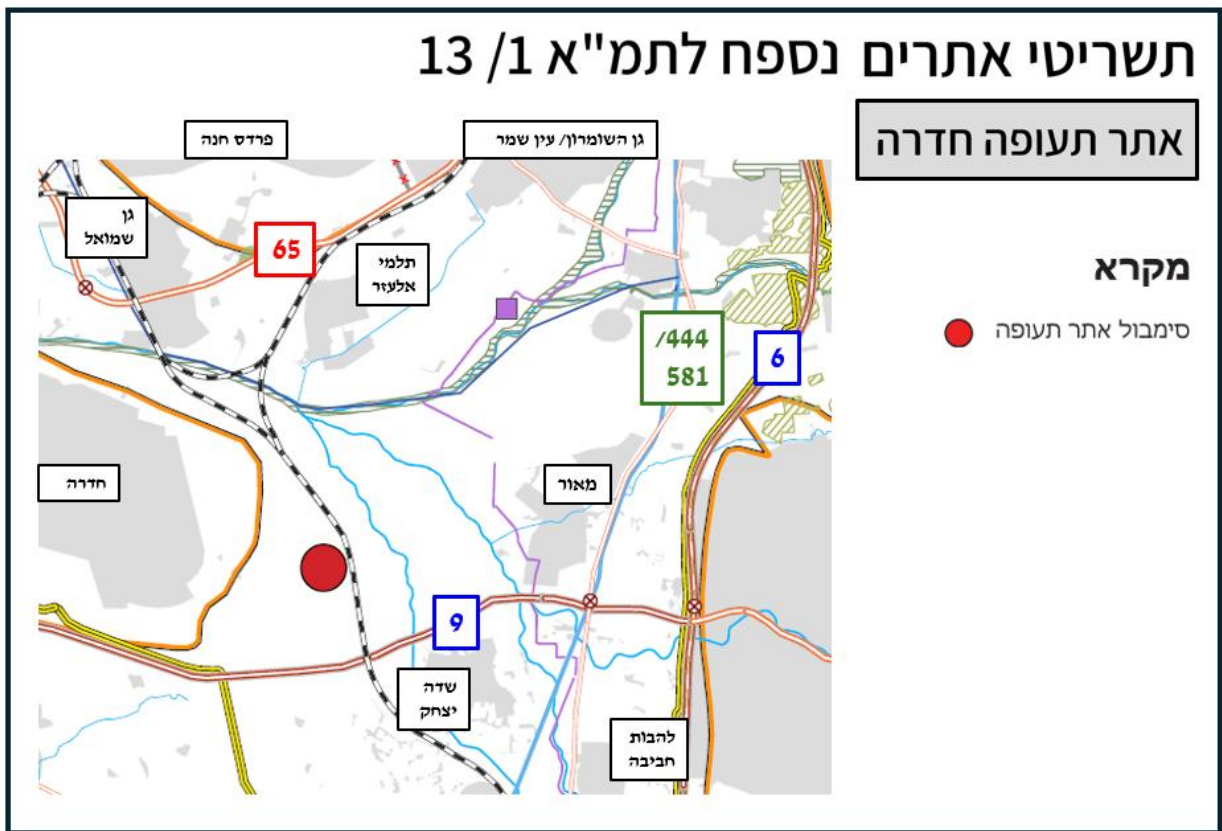 תשריטי אתרים נספח לתמ"א 1/ 13
אתר תעופה חדרה
מקרא
סימבול אתר תעופה
פרדס חנה
גן השומרון/ עין שמר
גן
שמואל
65
תלמי
אלעזר
444/
581
6
חדרה
מאור
9
שדה
יצחק
להבות
חביבה